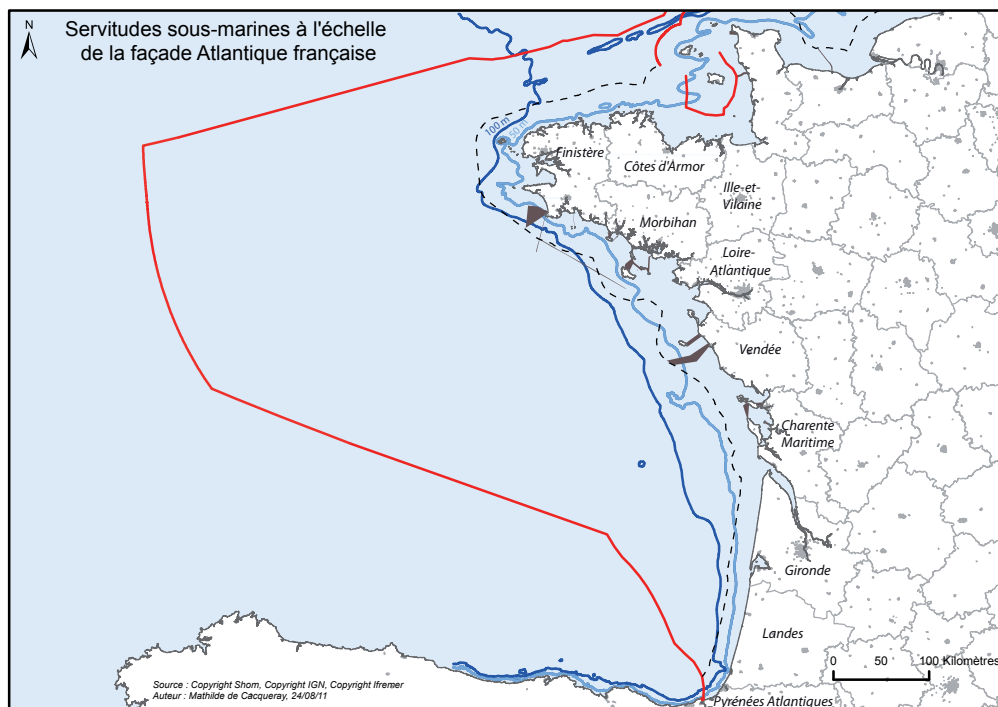 N
Servitudes sous-marines à l'échelle
de la façade Atlantique française
100 m
50 m
Finistère
Côtes d'Armor
Ille-et-
Vilaine
Morbihan
Loire-
Atlantique
Vendée
Charente
Maritime
Gironde
Landes
0 50 100 Kilomètres
Pyrénées Atlantiques
Source : Copyright Shom, Copyright IGN, Copyright Ifremer
Auteur : Mathilde de Cacqueray, 24/08/11